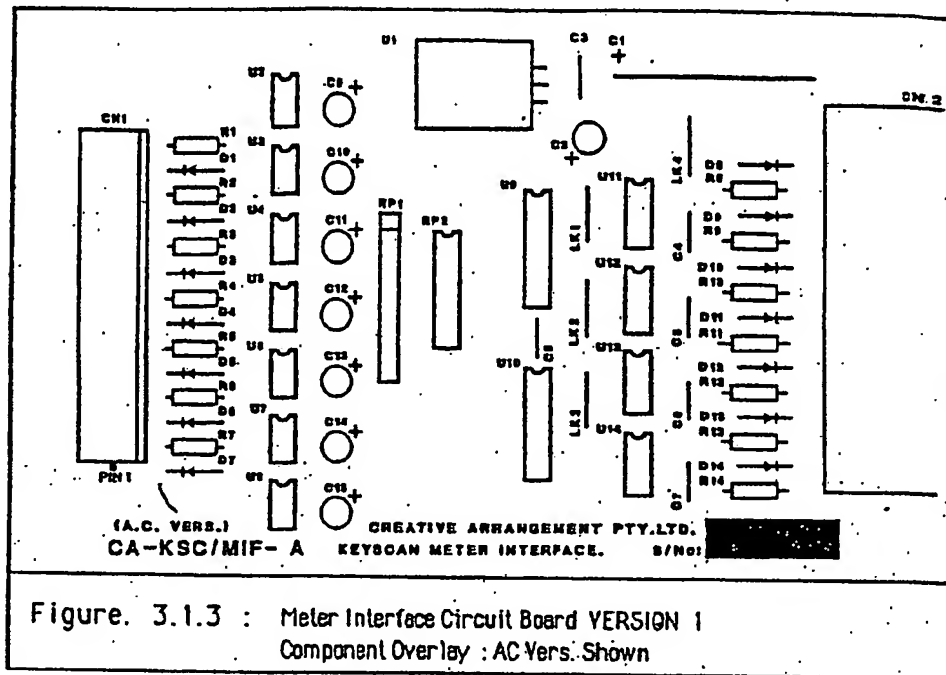 U1
C3
C1
+
CN.2
U2
C9
+
CN1
R1
D1
U3
C10
+
C2
+
LK4
D8
R8
R2
D2
U4
C11
+
RP1
RP2
U9
U11
LK1
D9
R9
C4
R3
D3
U5
C12
+
U12
D10
R10
R4
D4
LK2
C5
D11
R11
R5
D5
U6
C13
+
U10
C8
U13
D12
R12
R6
D6
U7
C14
+
LK3
C6
U14
D13
R13
R7
D7
U8
C15
+
C7
D14
R14
PIN1
(A.C. VERS.)
CREATIVE ARRANGEMENT PTY.LTD.
CA-KSC/MIF- A
KEYSCAN METER INTERFACE.
S/No:
Figure. 3.1.3 : Meter Interface Circuit Board VERSION 1
Component Overlay : AC Vers. Shown